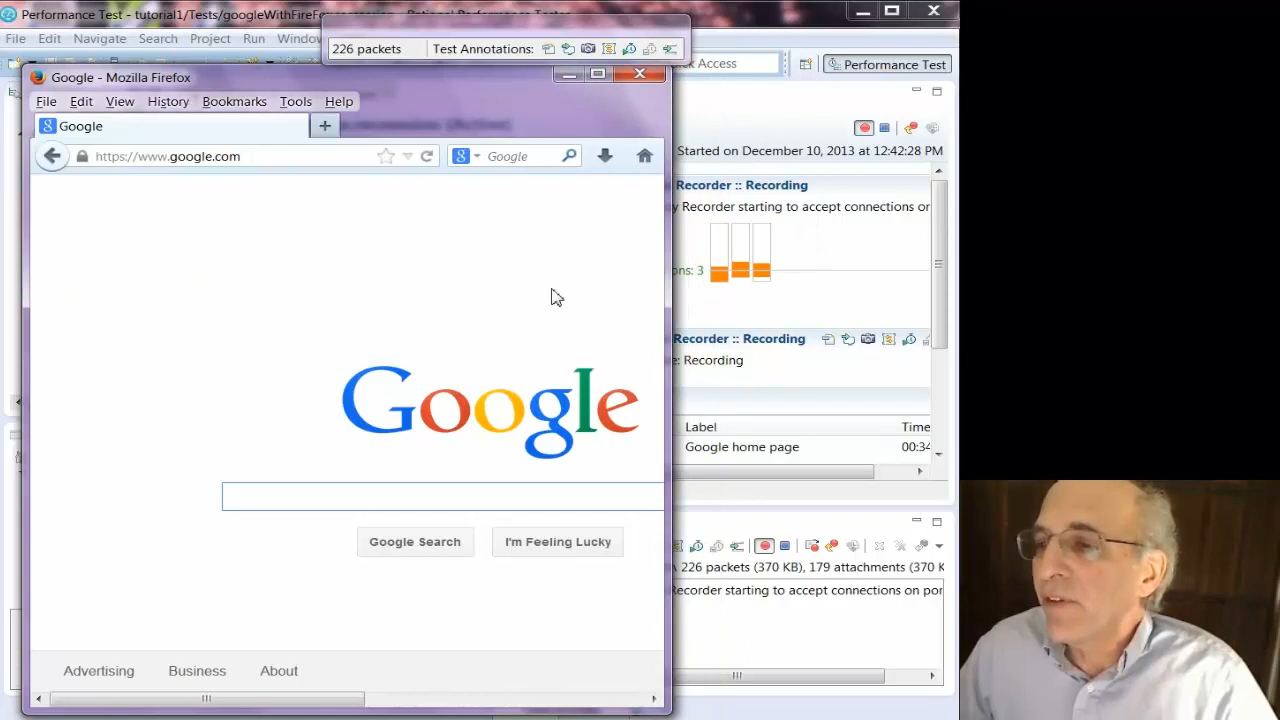 Performance Test - tutorial1/Tests/googleWithFireFox
File Edit Navigate Search Project Run Window
226 packets Test Annotations:
Access
Performance Test
Google - Mozilla Firefox
File Edit View History Bookmarks Tools Help
Google
https://www.google.com
Google
Started on December 10, 2013 at 12:42:28 PM
Recorder :: Recording
Recorder starting to accept connections or
ons: 3
Recorder :: Recording
e: Recording
Label Time
Google home page 00:34
Google
Google Search I'm Feeling Lucky
226 packets (370 KB), 179 attachments (370 K
Recorder starting to accept connections on por
Advertising Business About